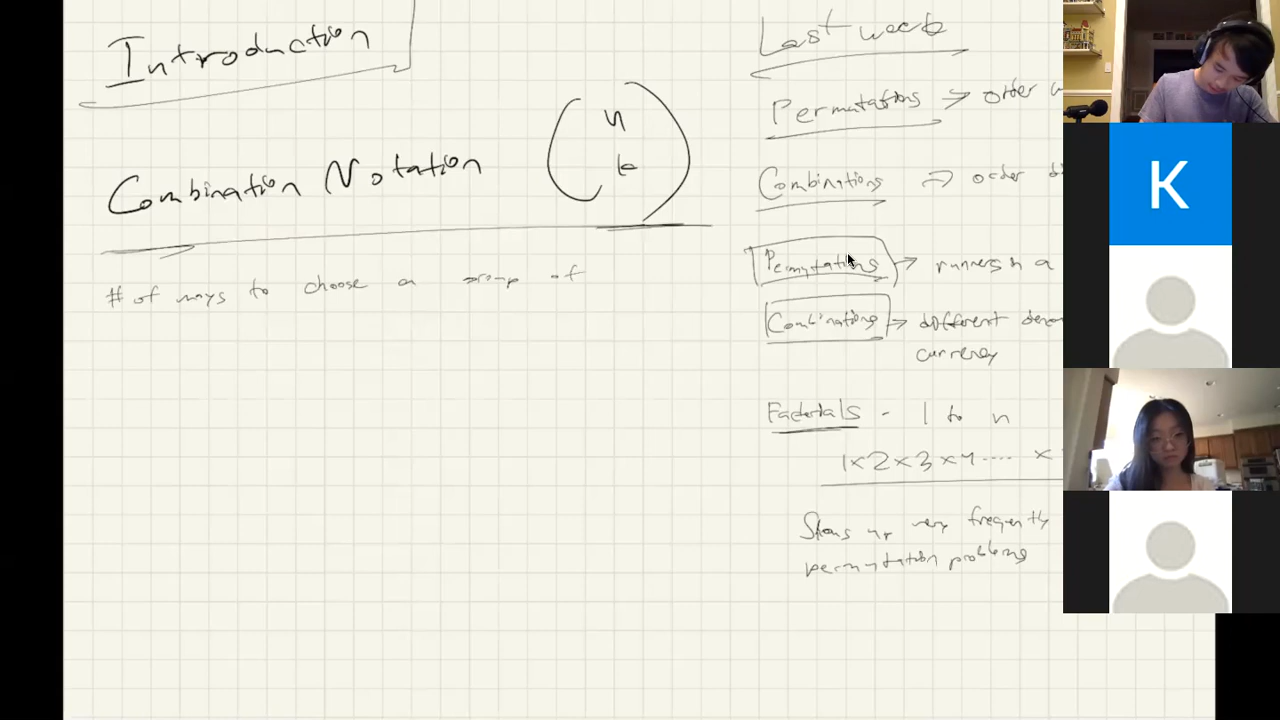 Introduction
Combination Notation (n k)
# of ways to choose a group of
Last week
Permutations → order
Combinations ⇒ order
Permutations → runners in a
Combinations → different
currency
Factorials - 1 to n
1×2×3×4.... ×
Shows up very frequently
permutation problems
K